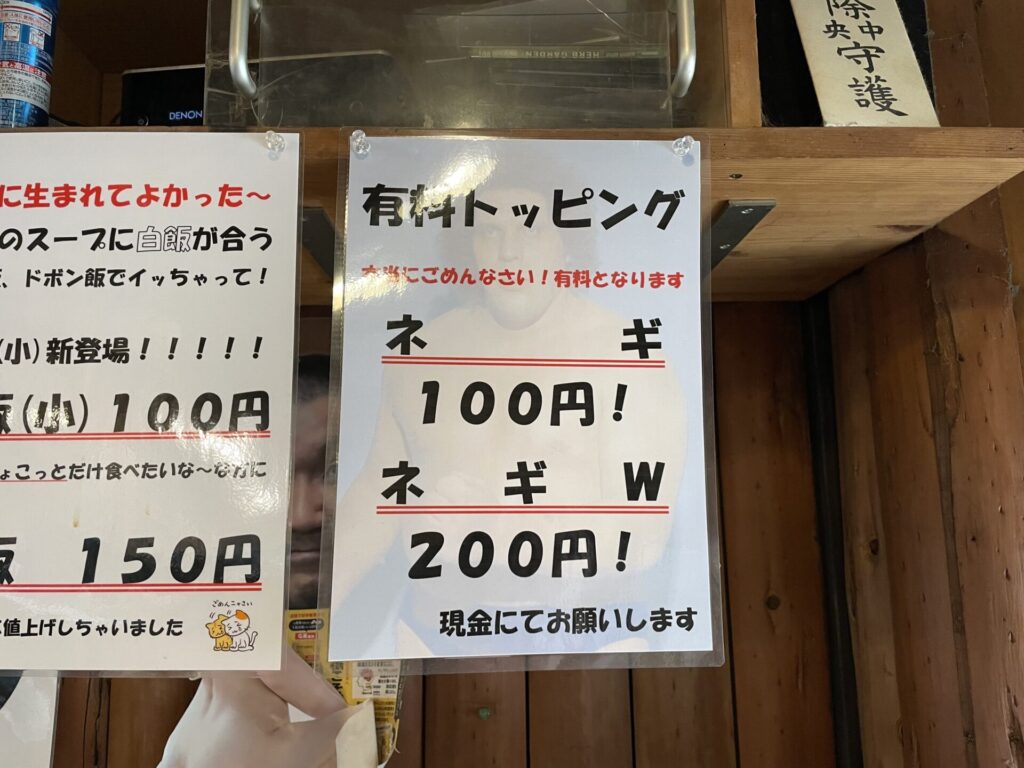 DENON
HERB GARDEN
央中
守護
に生まれてよかった～
のスープに白飯が合う
、ドボン飯でイッちゃって！
(小)新登場！！！！！
飯(小)100円
ょこっとだけ食べたいな～な方に
飯 150円
値上げしちゃいました
ごめんニャさい
有料トッピング
本当にごめんなさい！有料となります
ネギ
100円！
ネギW
200円！
現金にてお願いします